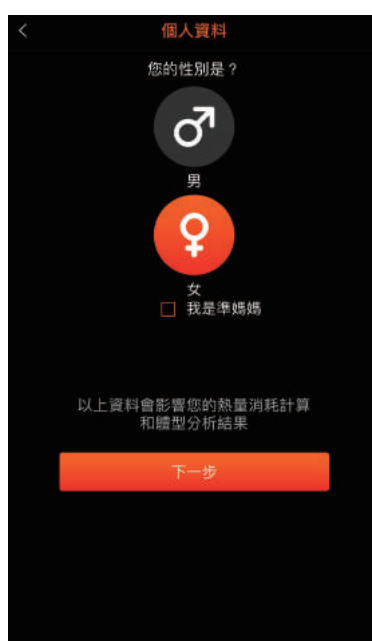 個人資料
您的性別是？
男
女
我是準媽媽
以上資料會影響您的熱量消耗計算
和體型分析結果
下一步